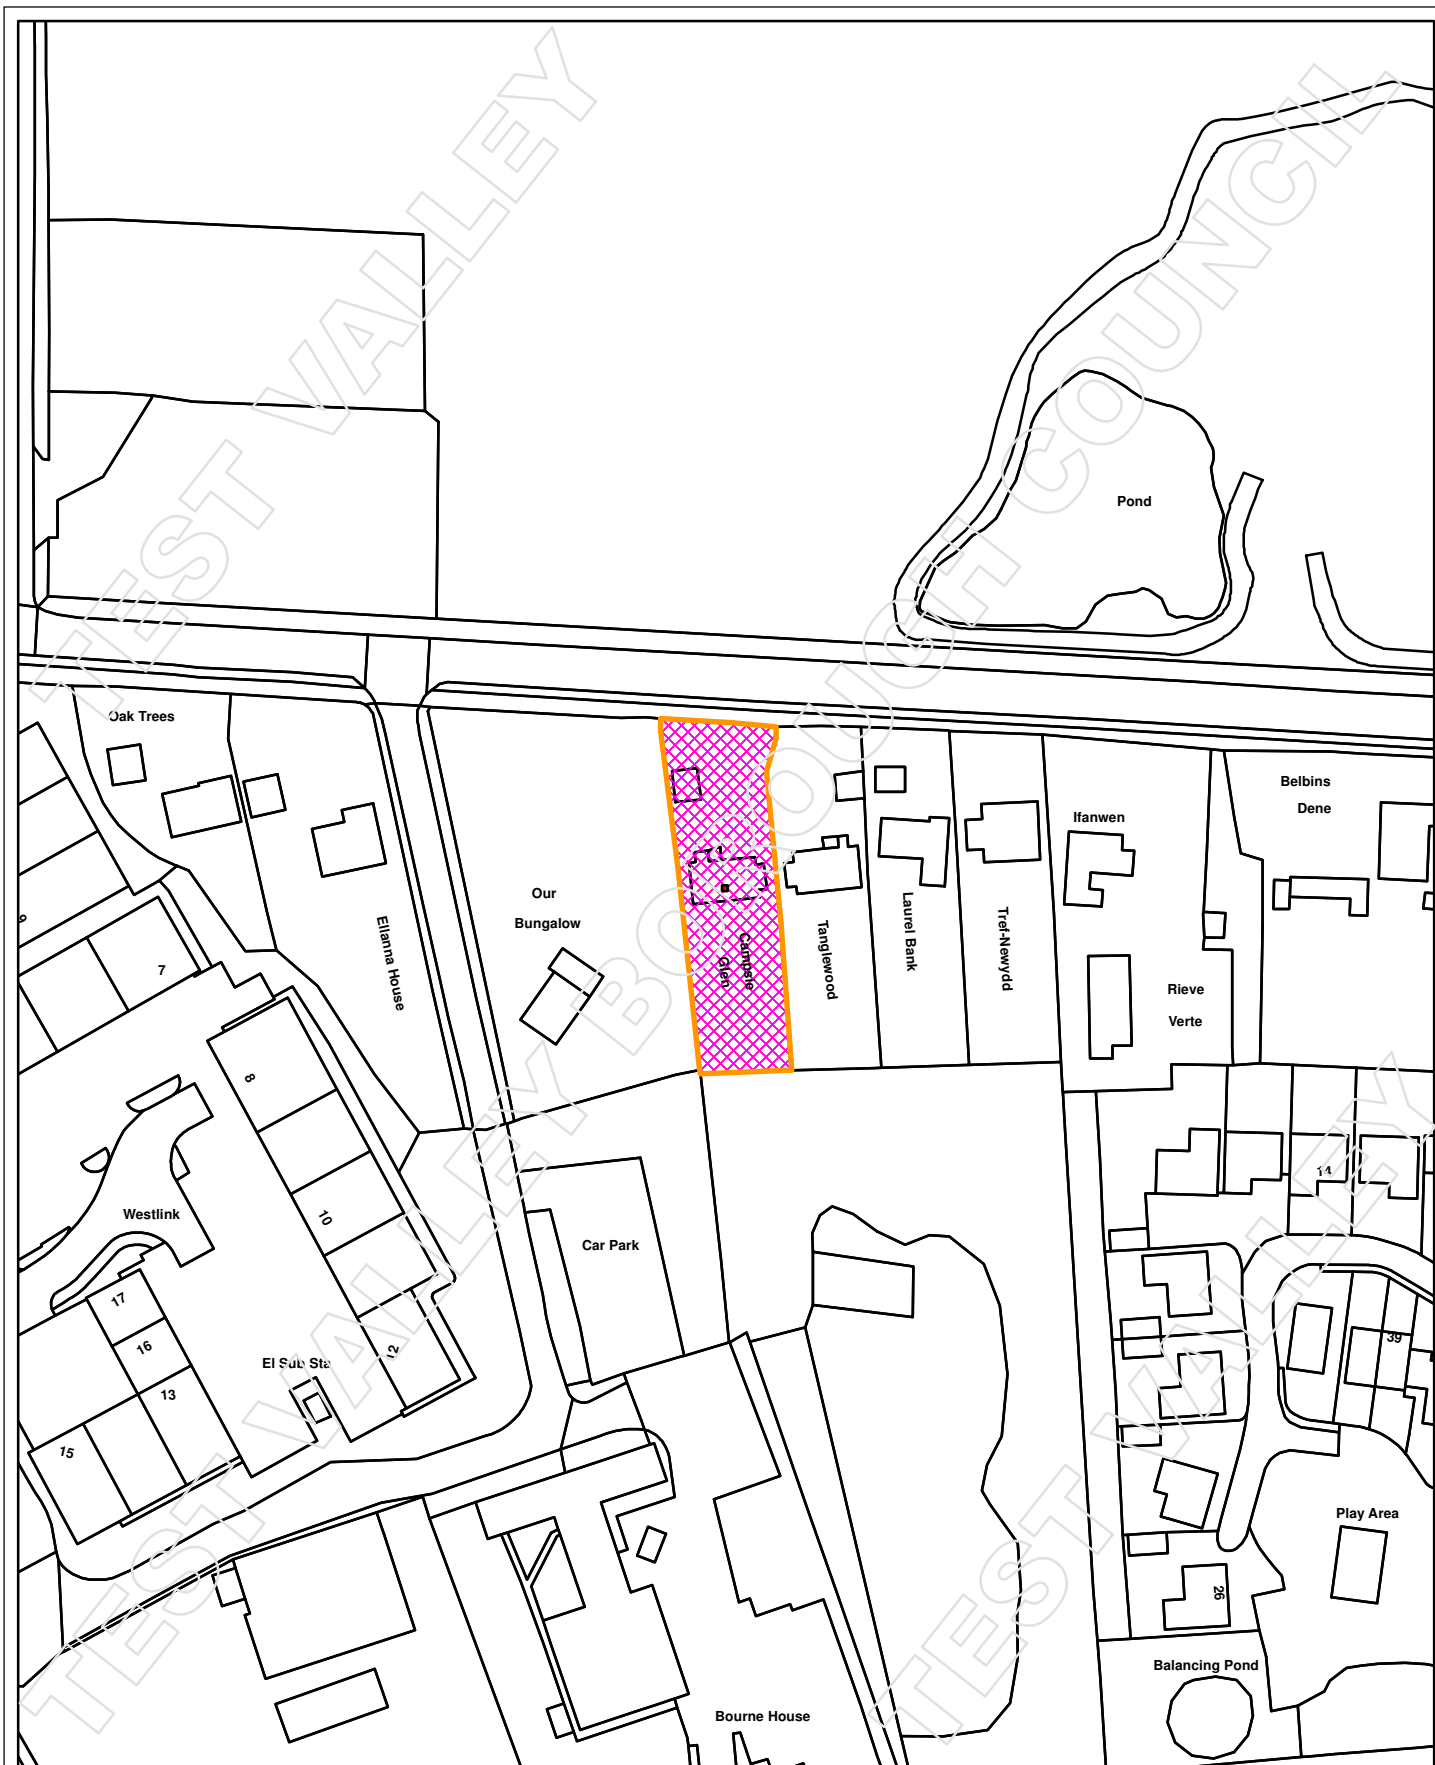 TEST VALLEY
TEST VALLEY BOROUGH COUNCIL
TEST VALLEY
Pond
Oak Trees
Belbins
Dene
Ifanwen
Our
Bungalow
Ellanna House
Campsie
Glen
Tanglewood
Laurel Bank
Tref-Newydd
Rieve
Verte
9
7
8
10
12
14
Westlink
Car Park
17
16
13
15
El Sub Sta
39
Play Area
26
Balancing Pond
Bourne House